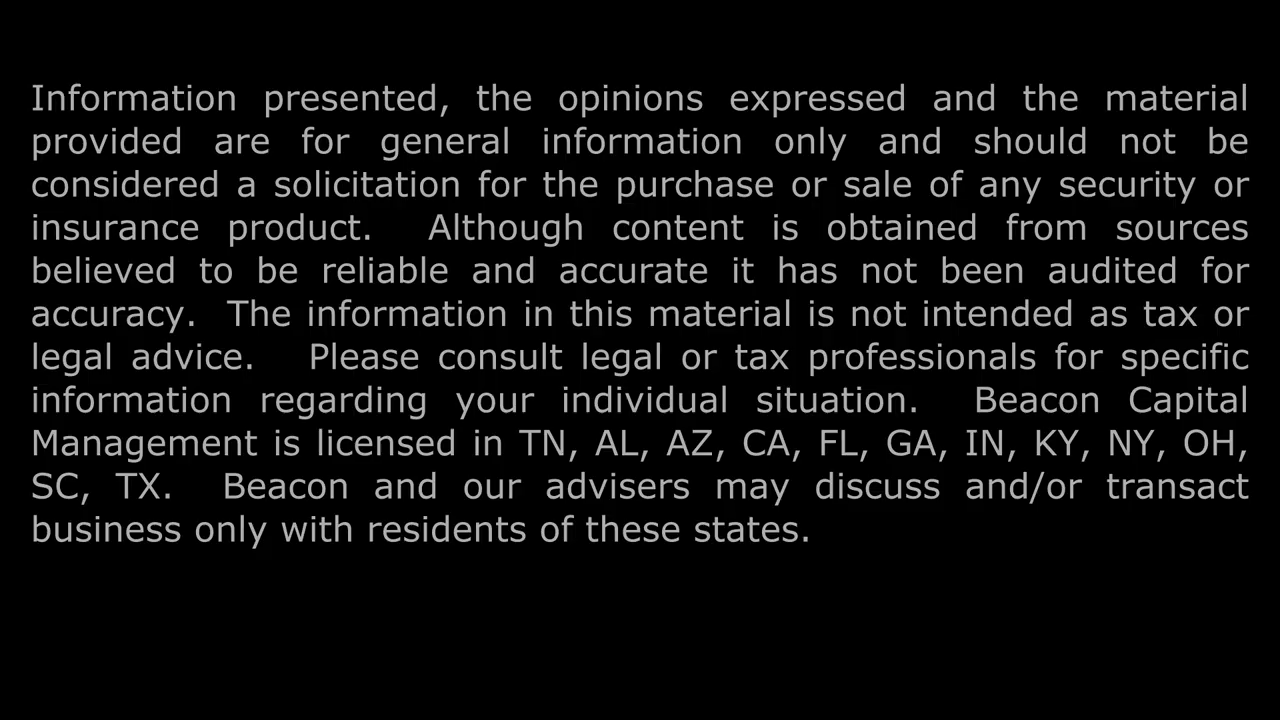 Information presented, the opinions expressed and the material
provided are for general information only and should not be
considered a solicitation for the purchase or sale of any security or
insurance product.  Although content is obtained from sources
believed to be reliable and accurate it has not been audited for
accuracy.  The information in this material is not intended as tax or
legal advice.   Please consult legal or tax professionals for specific
information regarding your individual situation.  Beacon Capital
Management is licensed in TN, AL, AZ, CA, FL, GA, IN, KY, NY, OH,
SC, TX.  Beacon and our advisers may discuss and/or transact
business only with residents of these states.